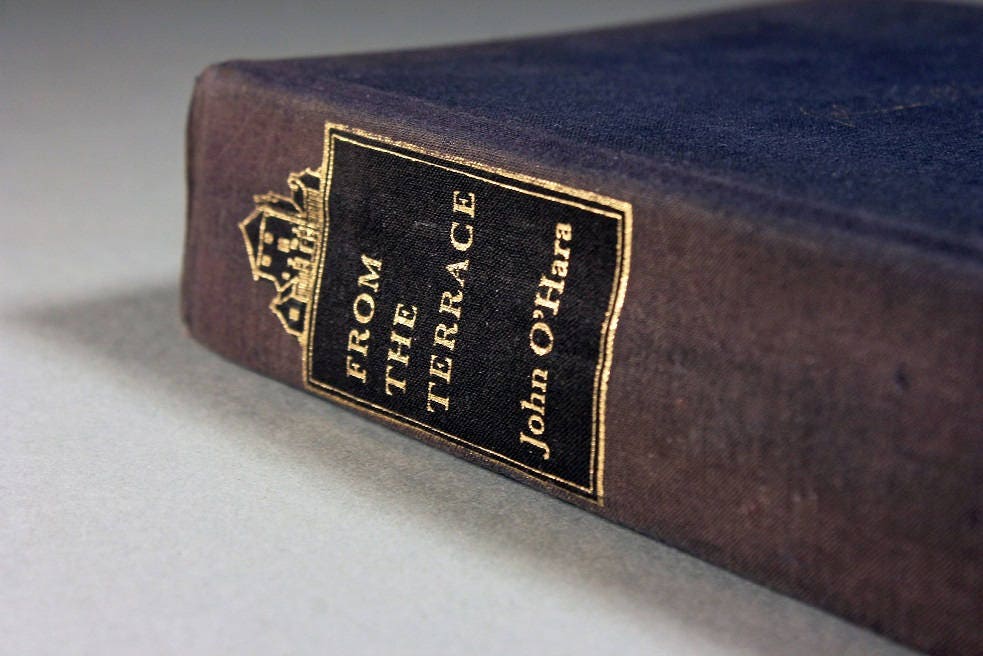 FROM
THE
TERRACE
John O'Hara